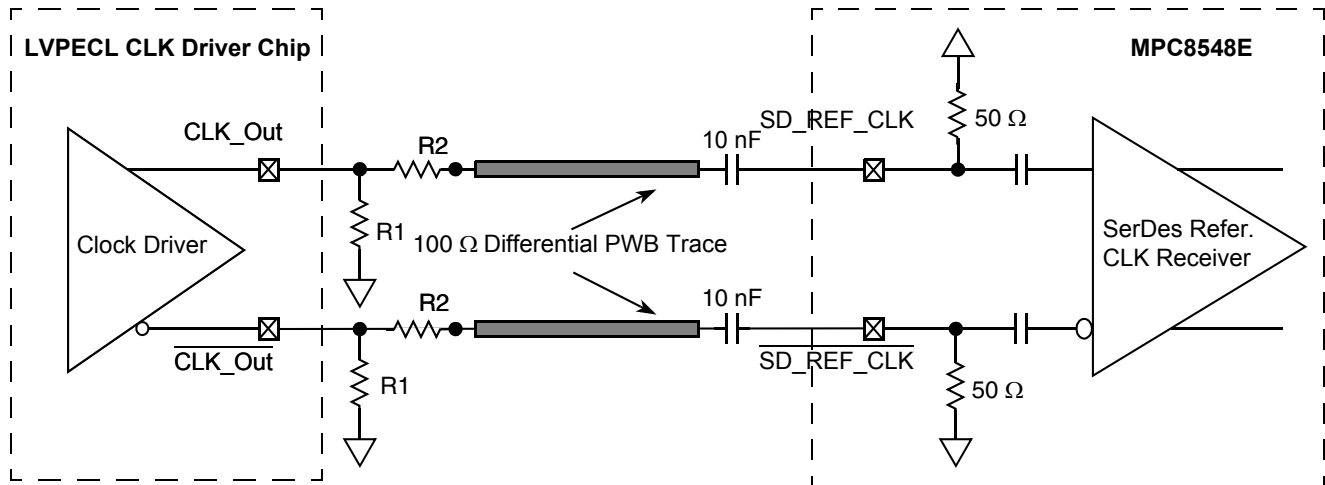 LVPECL CLK Driver Chip
MPC8548E
CLK_Out
R2
10 nF
SD_REF_CLK
50 Ω
Clock Driver
R1
100 Ω Differential PWB Trace
SerDes Refer.
CLK Receiver
R2
10 nF
CLK_Out
SD_REF_CLK
R1
50 Ω